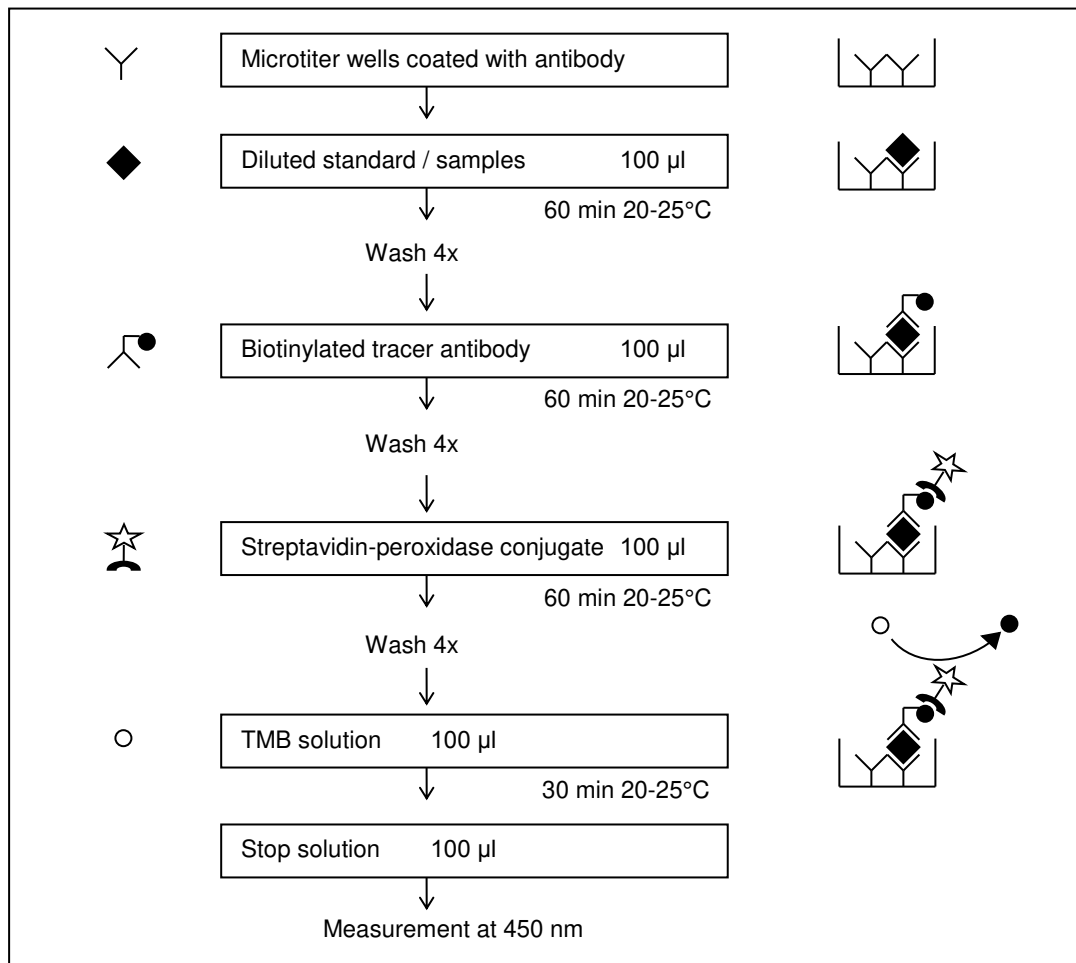 Microtiter wells coated with antibody
Diluted standard / samples 100 µl
60 min 20-25°C
Wash 4x
Biotinylated tracer antibody 100 µl
60 min 20-25°C
Wash 4x
Streptavidin-peroxidase conjugate 100 µl
60 min 20-25°C
Wash 4x
TMB solution 100 µl
30 min 20-25°C
Stop solution 100 µl
Measurement at 450 nm